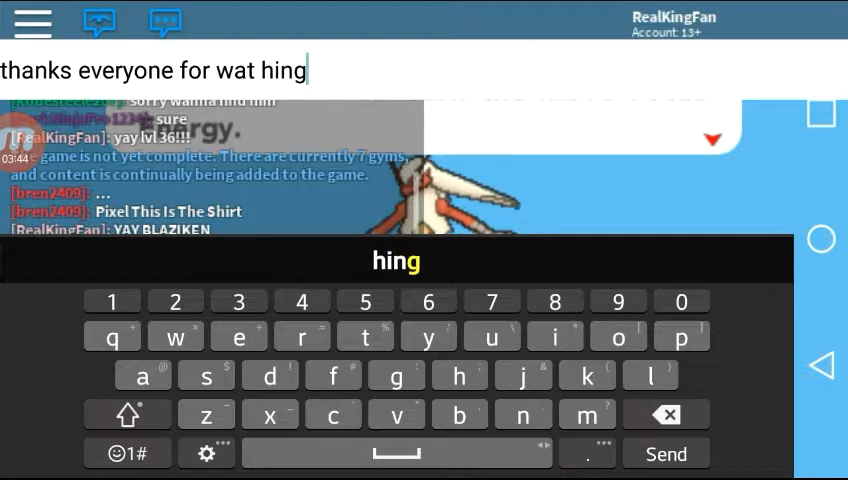 RealKingFan
Account: 13+
thanks everyone for wat hing
sorry wanna find him
sure
Energy.
[RealKingFan]: yay lvl 36!!!
03:44
game is not yet complete. There are currently 7 gyms,
and content is continually being added to the game.
[bren2409]: ...
[bren2409]: Pixel This Is The Shirt
[RealKingFan]: YAY BLAZIKEN
hing
1 2 3 4 5 6 7 8 9 0
q w e r t y u i o p
a s d f g h j k l
z x c v b n m
☺1# . Send